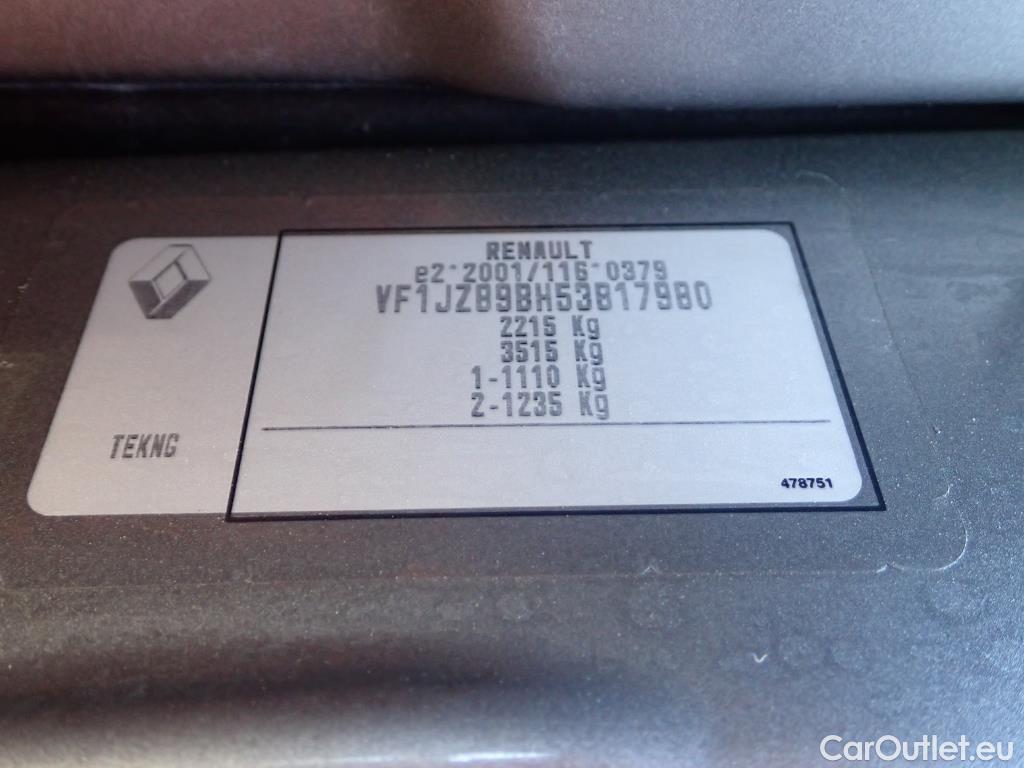 RENAULT
e2*2001/116*0379
VF1JZ89BH53817980
2215 Kg
3515 Kg
1-1110 Kg
2-1235 Kg
TEKNG
478751
CarOutlet.eu